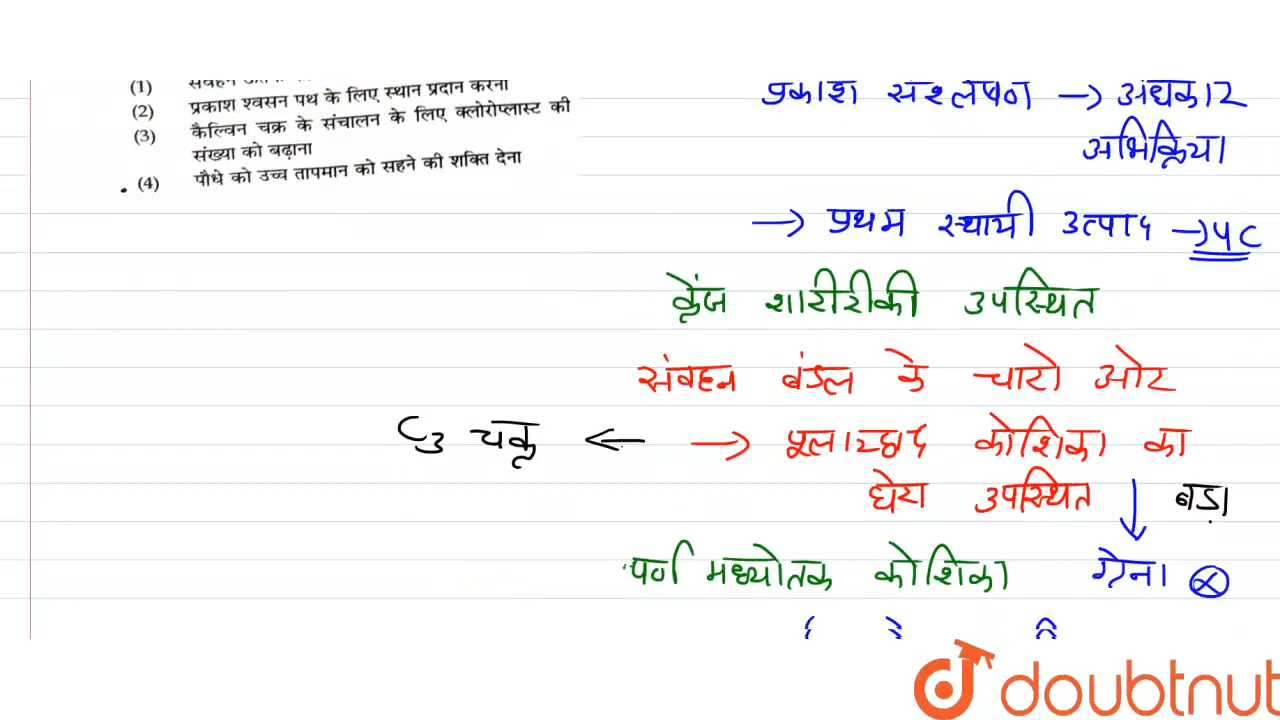 (1)
(2) प्रकाश श्वसन पथ के लिए स्थान प्रदान करना
(3) कैल्विन चक्र के संचालन के लिए क्लोरोप्लास्ट की
संख्या को बढ़ाना
(4) पौधे को उच्च तापमान को सहने की शक्ति देना
प्रकाश संश्लेषण → अंधकार
अभिक्रिया
→ प्रथम स्थायी उत्पाद → 4C
क्रेंज शारीरीकी उपस्थित
संवहन बंडल के चारो ओर
C3 चक्र ← → पूलाच्छाद कोशिका का
घेरा उपस्थित ↓ बड़ा
पर्ण मध्योतक कोशिका ग्रेना ⊗
doubtnut